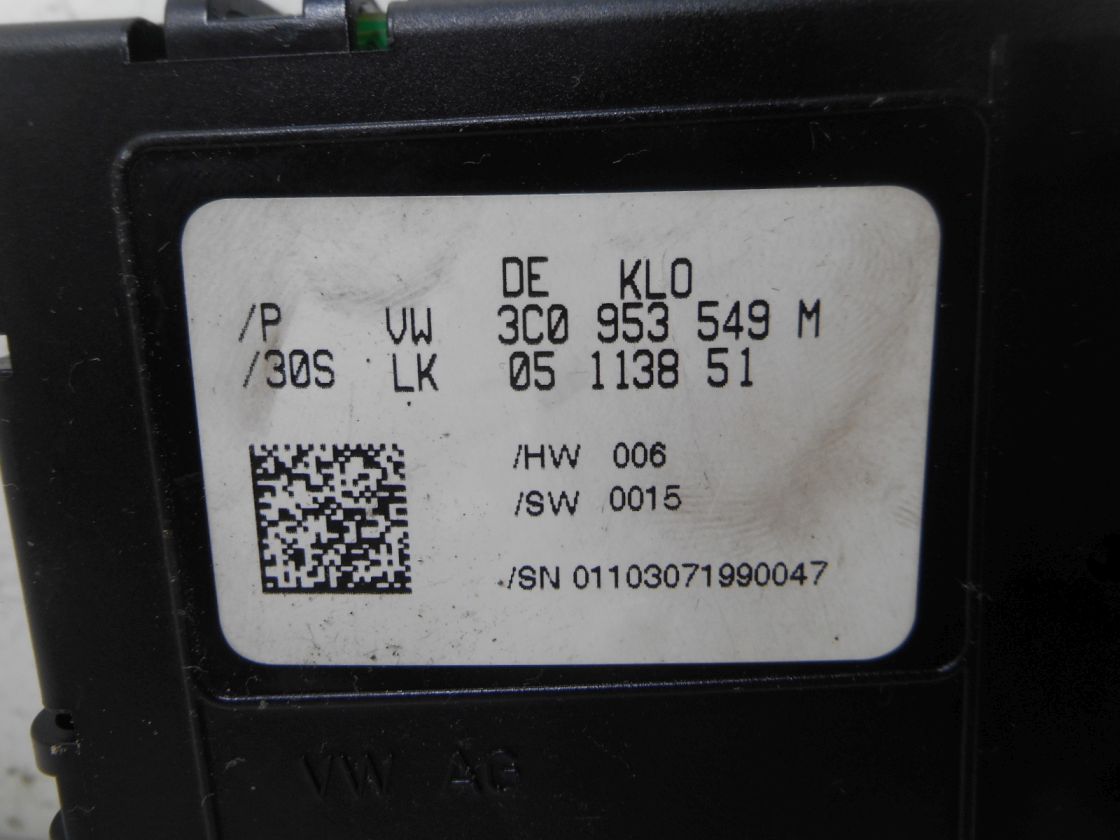 DE KLO
/P VW 3C0 953 549 M
/30S LK 05 1138 51
/HW 006
/SW 0015
/SN 01103071990047
VW AG